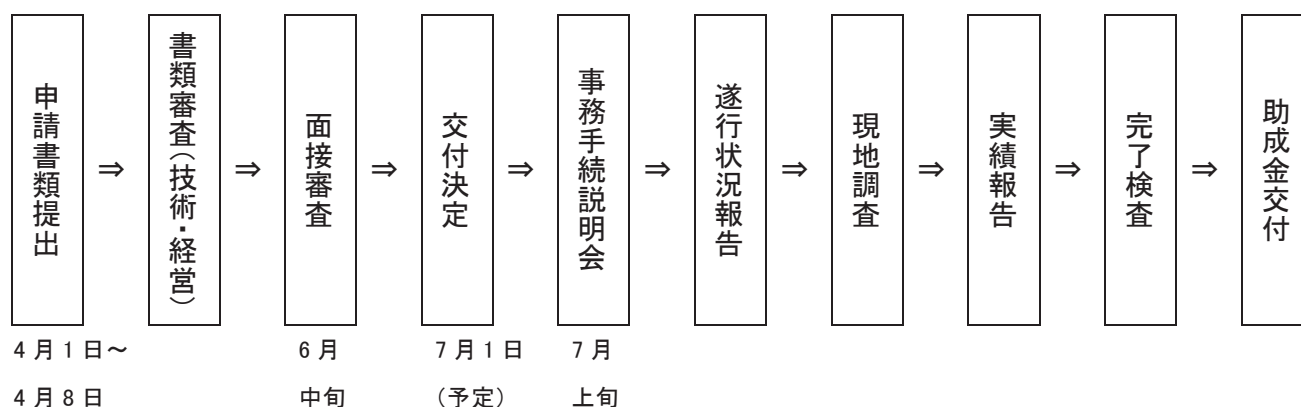 申請書類提出
⇒
書類審査(技術・経営)
⇒
面接審査
⇒
交付決定
⇒
事務手続説明会
⇒
遂行状況報告
⇒
現地調査
⇒
実績報告
⇒
完了検査
⇒
助成金交付
4月1日~
4月8日
6月
中旬
7月1日
(予定)
7月
上旬